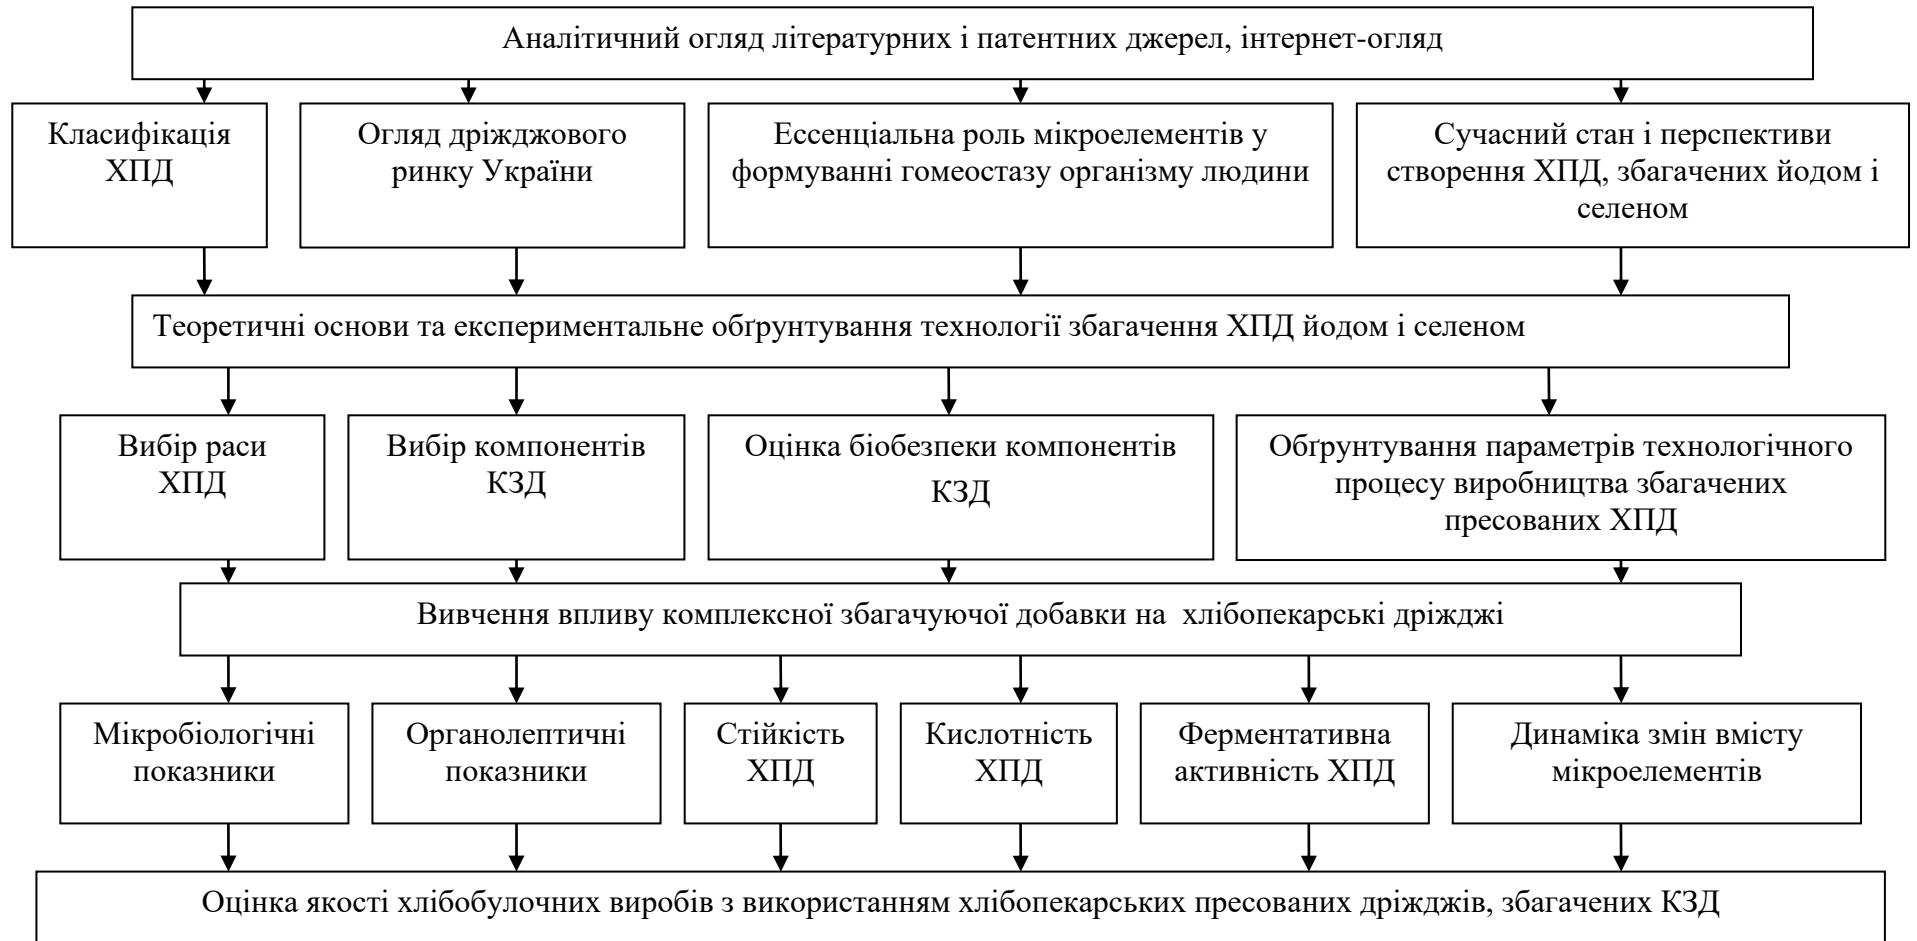 Аналітичний огляд літературних і патентних джерел, інтернет-огляд
Класифікація
ХПД
Огляд дріжджового
ринку України
Ессенціальна роль мікроелементів у
формуванні гомеостазу організму людини
Сучасний стан і перспективи
створення ХПД, збагачених йодом і
селеном
Теоретичні основи та експериментальне обґрунтування технології збагачення ХПД йодом і селеном
Вибір раси
ХПД
Вибір компонентів
КЗД
Оцінка біобезпеки компонентів
КЗД
Обґрунтування параметрів технологічного
процесу виробництва збагачених
пресованих ХПД
Вивчення впливу комплексної збагачуючої добавки на хлібопекарські дріжджі
Мікробіологічні
показники
Органолептичні
показники
Стійкість
ХПД
Кислотність
ХПД
Ферментативна
активність ХПД
Динаміка змін вмісту
мікроелементів
Оцінка якості хлібобулочних виробів з використанням хлібопекарських пресованих дріжджів, збагачених КЗД